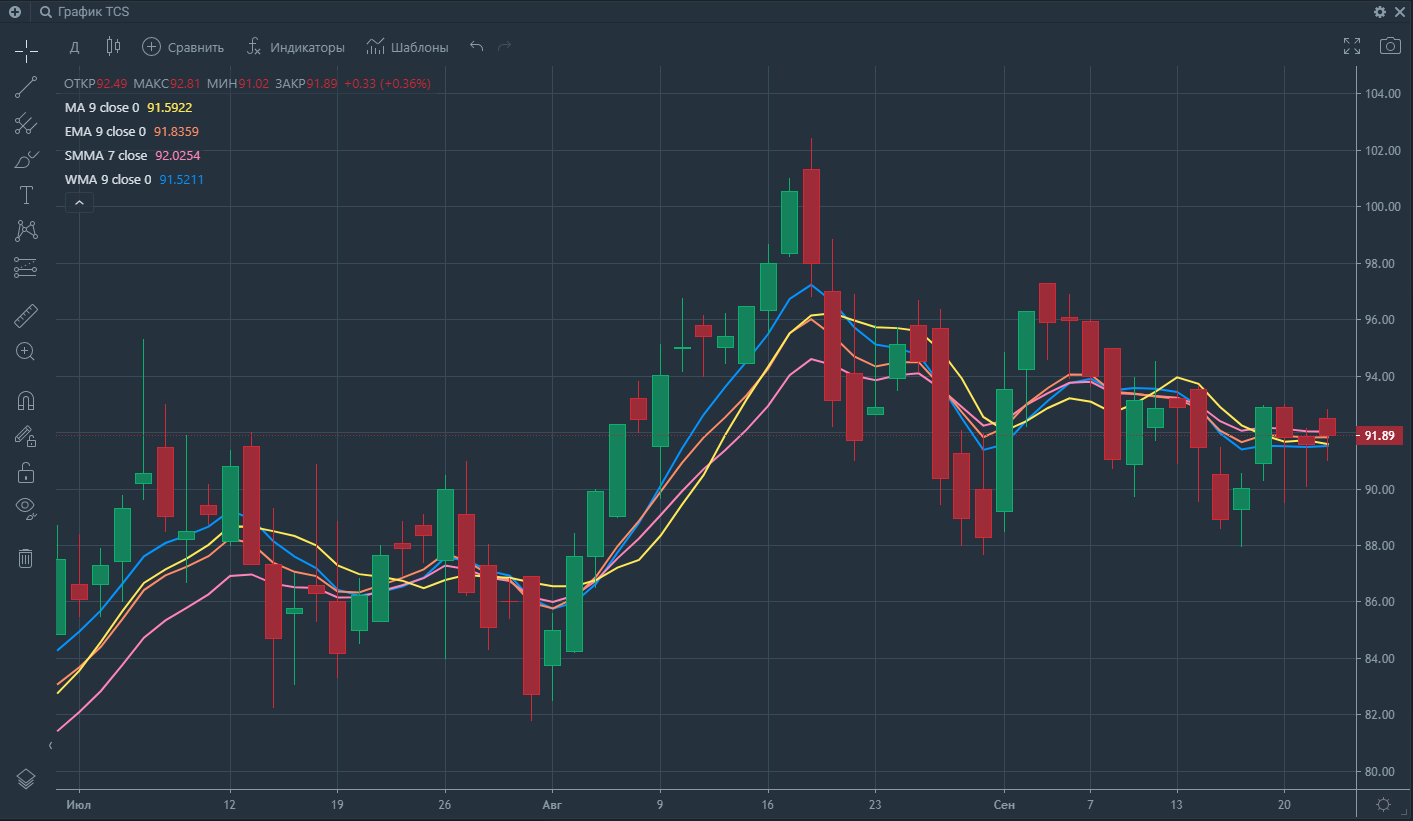 График TCS
Д Сравнить Индикаторы Шаблоны
ОТКР92.49 МАКС92.81 МИН91.02 ЗАКР91.89 +0.33 (+0.36%)
MA 9 close 0 91.5922
EMA 9 close 0 91.8359
SMMA 7 close 92.0254
WMA 9 close 0 91.5211
104.00
102.00
100.00
98.00
96.00
94.00
91.89
90.00
88.00
86.00
84.00
82.00
80.00
Июл 12 19 26 Авг 9 16 23 Сен 7 13 20